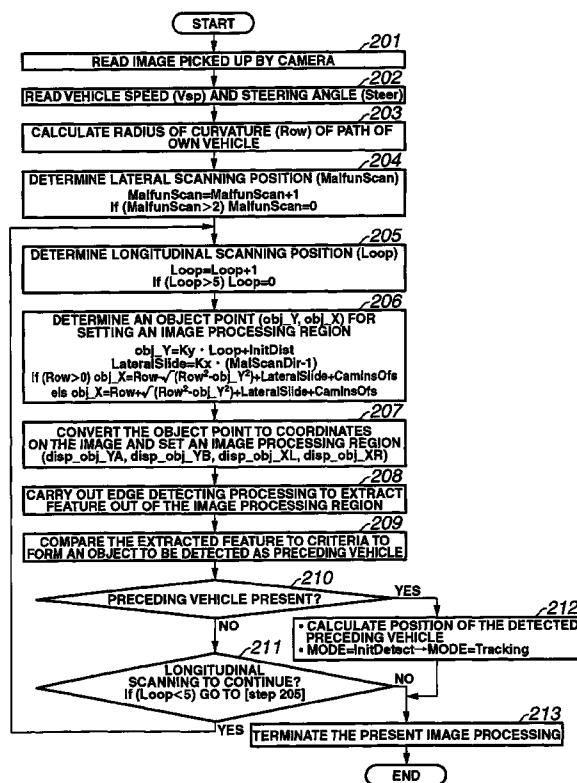 START
201
READ IMAGE PICKED UP BY CAMERA
202
READ VEHICLE SPEED (Vsp) AND STEERING ANGLE (Steer)
203
CALCULATE RADIUS OF CURVATURE (Row) OF PATH OF
OWN VEHICLE
204
DETERMINE LATERAL SCANNING POSITION (MalfunScan)
MalfunScan=MalfunScan+1
If (MalfunScan>2) MalfunScan=0
205
DETERMINE LONGITUDINAL SCANNING POSITION (Loop)
Loop=Loop+1
If (Loop>5) Loop=0
206
DETERMINE AN OBJECT POINT (obj_Y, obj_X) FOR
SETTING AN IMAGE PROCESSING REGION
obj_Y=Ky · Loop+InitDist
LateralSlide=Kx · (MalScanDir-1)
If (Row>0) obj_X=Row-√(Row²-obj_Y²)+LateralSlide+CamInsOfs
els obj_X=Row+√(Row²-obj_Y²)+LateralSlide+CamInsOfs
207
CONVERT THE OBJECT POINT TO COORDINATES
ON THE IMAGE AND SET AN IMAGE PROCESSING REGION
(disp_obj_YA, disp_obj_YB, disp_obj_XL, disp_obj_XR)
208
CARRY OUT EDGE DETECTING PROCESSING TO EXTRACT
FEATURE OUT OF THE IMAGE PROCESSING REGION
209
COMPARE THE EXTRACTED FEATURE TO CRITERIA TO
FORM AN OBJECT TO BE DETECTED AS PRECEDING VEHICLE
210
PRECEDING VEHICLE PRESENT?
YES
NO
212
• CALCULATE POSITION OF THE DETECTED
PRECEDING VEHICLE
• MODE=InitDetect→MODE=Tracking
211
LONGITUDINAL
SCANNING TO CONTINUE?
If (Loop<5) GO TO [step 205]
NO
YES
213
TERMINATE THE PRESENT IMAGE PROCESSING
END